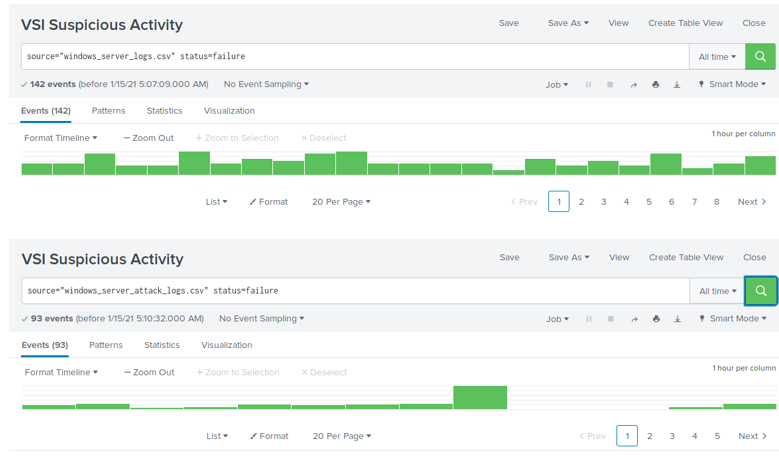 VSI Suspicious Activity Save Save As View Create Table View Close
source="windows_server_logs.csv" status=failure All time
142 events (before 1/15/21 5:07:09.000 AM) No Event Sampling Job Smart Mode
Events (142) Patterns Statistics Visualization
Format Timeline — Zoom Out + Zoom to Selection × Deselect 1 hour per column
List Format 20 Per Page < Prev 1 2 3 4 5 6 7 8 Next >
VSI Suspicious Activity Save Save As View Create Table View Close
source="windows_server_attack_logs.csv" status=failure All time
93 events (before 1/15/21 5:10:32.000 AM) No Event Sampling Job Smart Mode
Events (93) Patterns Statistics Visualization
Format Timeline — Zoom Out + Zoom to Selection × Deselect 1 hour per column
List Format 20 Per Page < Prev 1 2 3 4 5 Next >